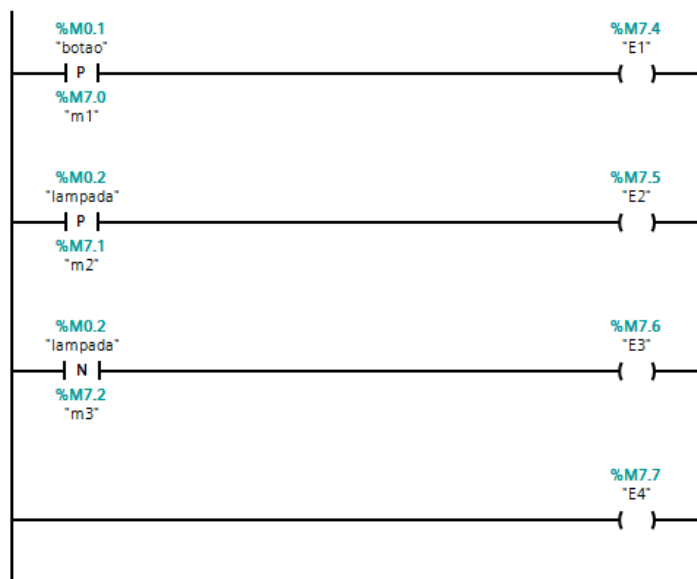 %M0.1 %M7.4
"botao" "E1"
P
%M7.0
"m1"
%M0.2 %M7.5
"lampada" "E2"
P
%M7.1
"m2"
%M0.2 %M7.6
"lampada" "E3"
N
%M7.2
"m3"
%M7.7
"E4"